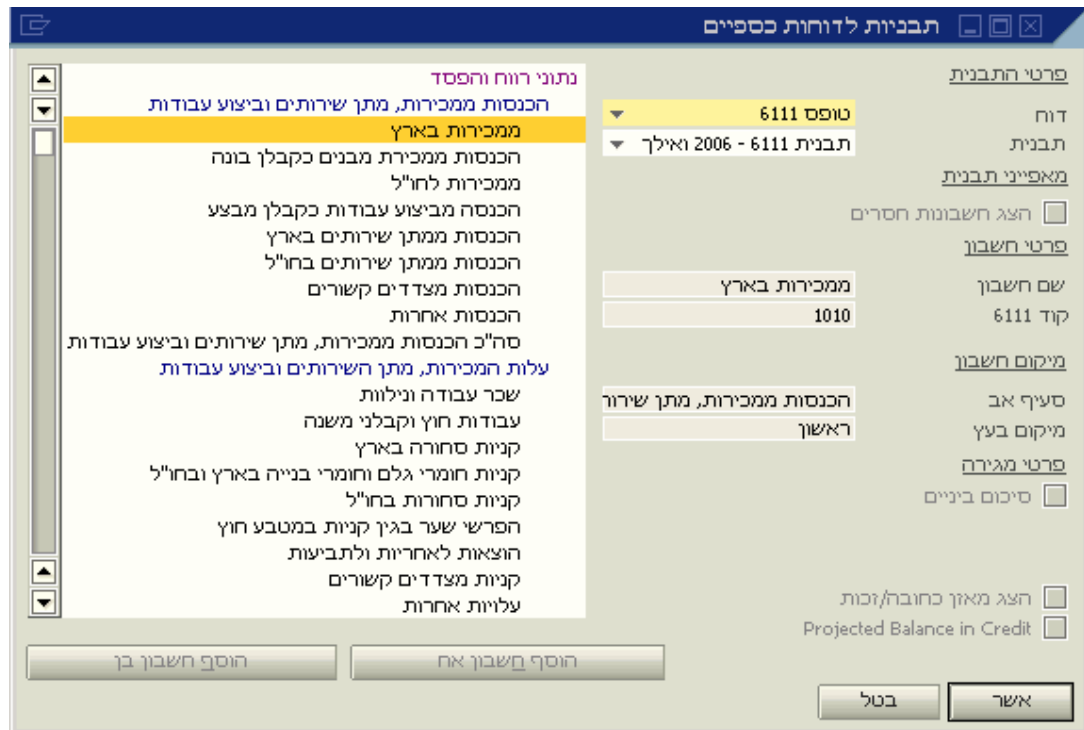 תבניות לדוחות כספיים
פרטי התבנית
דוח
טופס 6111
תבנית
תבנית 6111 - 2006 ואילך
מאפייני תבנית
הצג חשבונות חסרים
פרטי חשבון
שם חשבון
ממכירות בארץ
קוד 6111
1010
מיקום חשבון
סעיף אב
הכנסות ממכירות, מתן שירור
מיקום בעץ
ראשון
פרטי מגירה
סיכום ביניים
הצג מאזן כחובה/זכות
Projected Balance in Credit
נתוני רווח והפסד
הכנסות ממכירות, מתן שירותים וביצוע עבודות
ממכירות בארץ
הכנסות ממכירת מבנים כקבלן בונה
ממכירות לחו"ל
הכנסה מביצוע עבודות כקבלן מבצע
הכנסות ממתן שירותים בארץ
הכנסות ממתן שירותים בחו"ל
הכנסות מצדדים קשורים
הכנסות אחרות
סה"כ הכנסות ממכירות, מתן שירותים וביצוע עבודות
עלות המכירות, מתן השירותים וביצוע עבודות
שכר עבודה ונילוות
עבודות חוץ וקבלני משנה
קניות סחורה בארץ
קניות חומרי גלם וחומרי בנייה בארץ ובחו"ל
קניות סחורות בחו"ל
הפרשי שער בגין קניות במטבע חוץ
הוצאות לאחריות ולתביעות
קניות מצדדים קשורים
עלויות אחרות
הוסף חשבון אח
הוסף חשבון בן
אשר
בטל